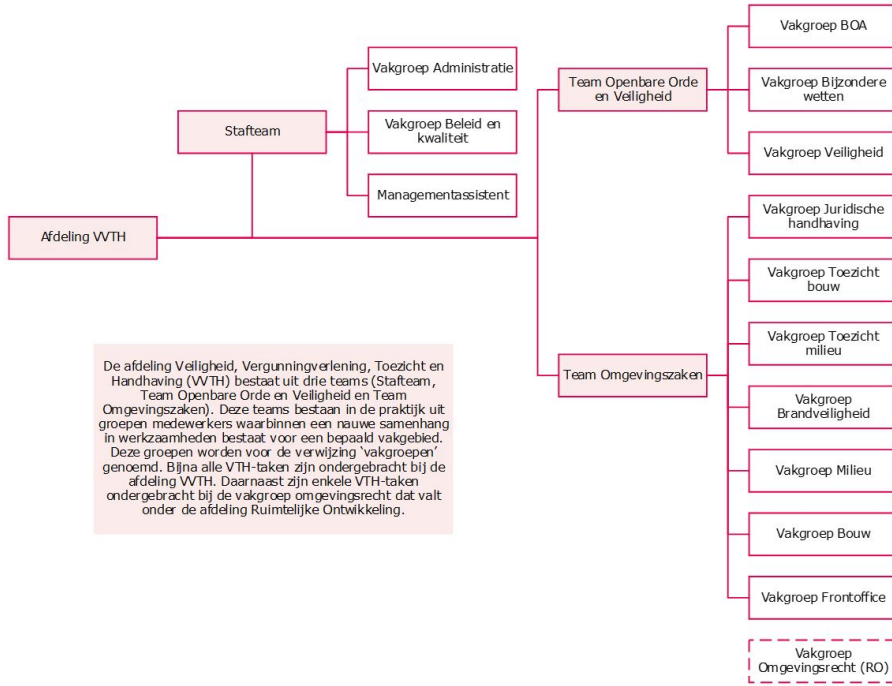 Afdeling VVTH
Stafteam
Vakgroep Administratie
Vakgroep Beleid en
kwaliteit
Managementassistent
Team Openbare Orde
en Veiligheid
Vakgroep BOA
Vakgroep Bijzondere
wetten
Vakgroep Veiligheid
Team Omgevingszaken
Vakgroep Juridische
handhaving
Vakgroep Toezicht
bouw
Vakgroep Toezicht
milieu
Vakgroep
Brandveiligheid
Vakgroep Milieu
Vakgroep Bouw
Vakgroep Frontoffice
Vakgroep
Omgevingsrecht (RO)
De afdeling Veiligheid, Vergunningverlening, Toezicht en
Handhaving (VVTH) bestaat uit drie teams (Stafteam,
Team Openbare Orde en Veiligheid en Team
Omgevingszaken). Deze teams bestaan in de praktijk uit
groepen medewerkers waarbinnen een nauwe samenhang
in werkzaamheden bestaat voor een bepaald vakgebied.
Deze groepen worden voor de verwijzing ‘vakgroepen’
genoemd. Bijna alle VTH-taken zijn ondergebracht bij de
afdeling VVTH. Daarnaast zijn enkele VTH-taken
ondergebracht bij de vakgroep omgevingsrecht dat valt
onder de afdeling Ruimtelijke Ontwikkeling.